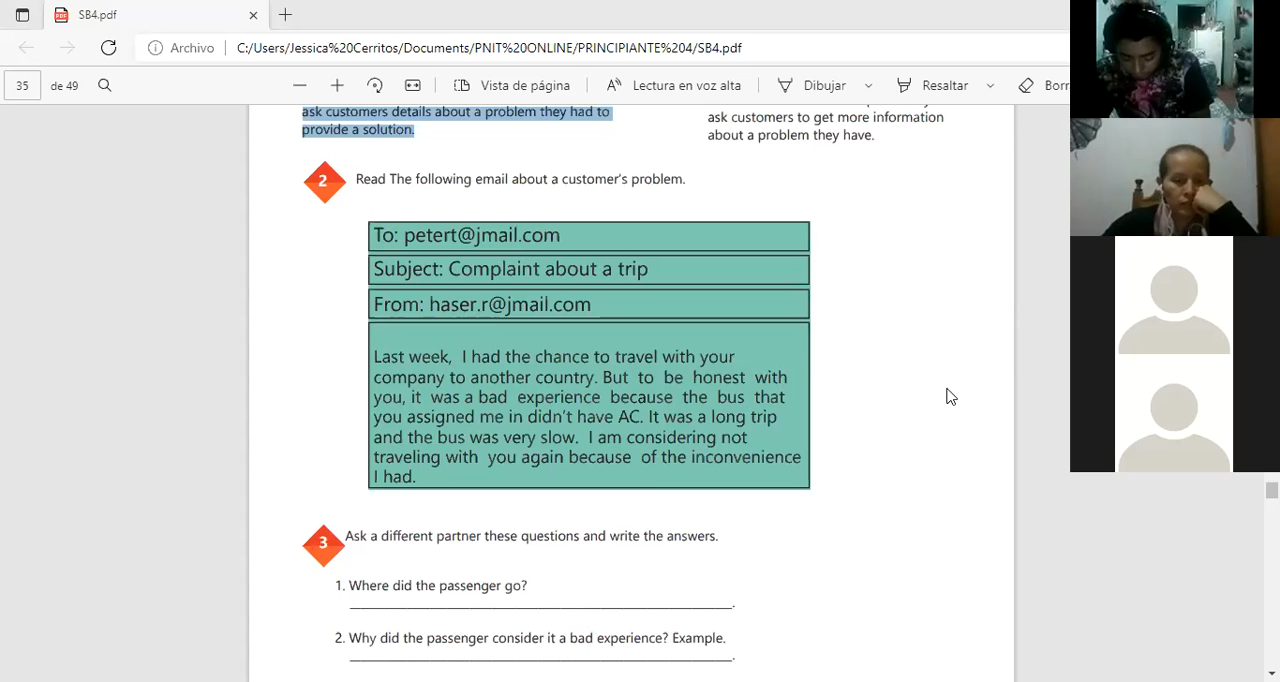 SB4.pdf
Archivo
C:/Users/Jessica%20Cerritos/Documents/PNIT%20ONLINE/PRINCIPIANTE%204/SB4.pdf
35 de 49
Vista de página
Lectura en voz alta
Dibujar
Resaltar
Borr
ask customers details about a problem they had to
provide a solution.
ask customers to get more information
about a problem they have.
2 Read The following email about a customer's problem.
To: petert@jmail.com
Subject: Complaint about a trip
From: haser.r@jmail.com
Last week, I had the chance to travel with your
company to another country. But to be honest with
you, it was a bad experience because the bus that
you assigned me in didn't have AC. It was a long trip
and the bus was very slow. I am considering not
traveling with you again because of the inconvenience
I had.
3 Ask a different partner these questions and write the answers.
1. Where did the passenger go?
2. Why did the passenger consider it a bad experience? Example.